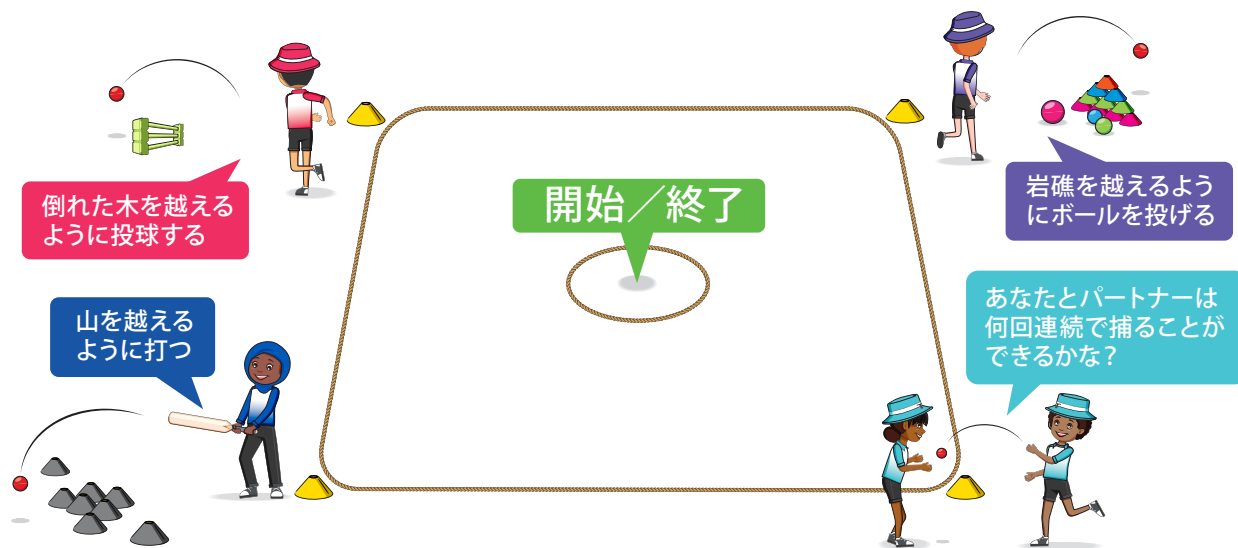 倒れた木を越える
ように投球する
開始／終了
岩礁を越えるよう
にボールを投げる
山を越える
ように打つ
あなたとパートナーは
何回連続で捕ることが
できるかな？